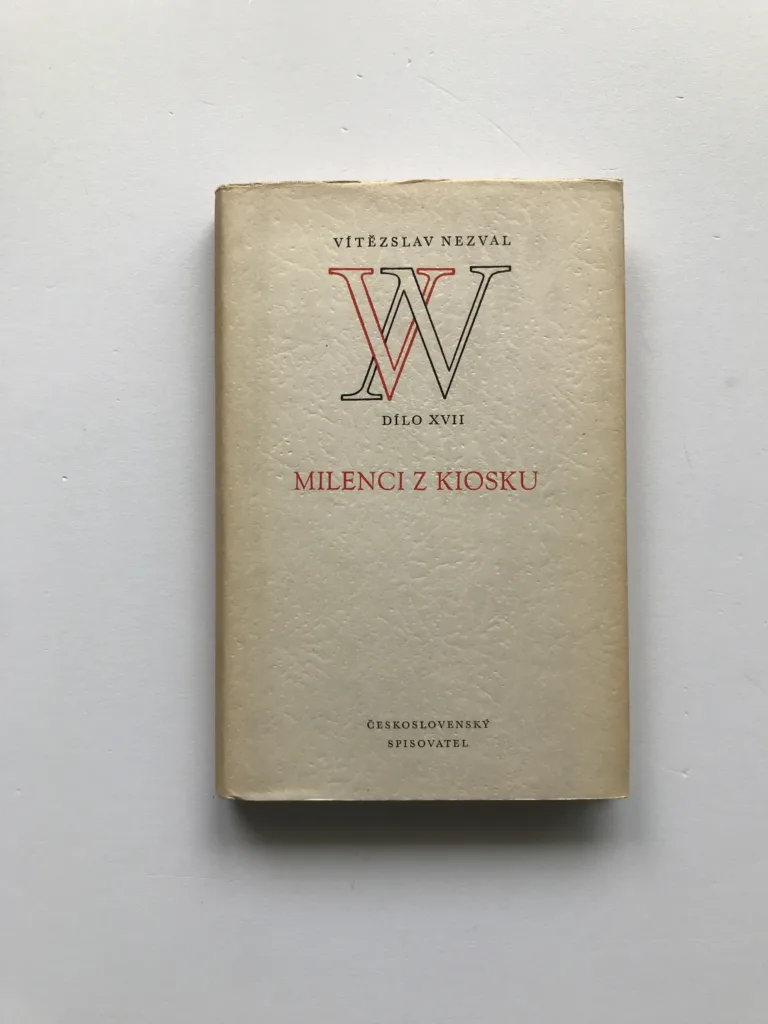 VÍTĚZSLAV NEZVAL
VN
DÍLO XVII
MILENCI Z KIOSKU
ČESKOSLOVENSKÝ
SPISOVATEL